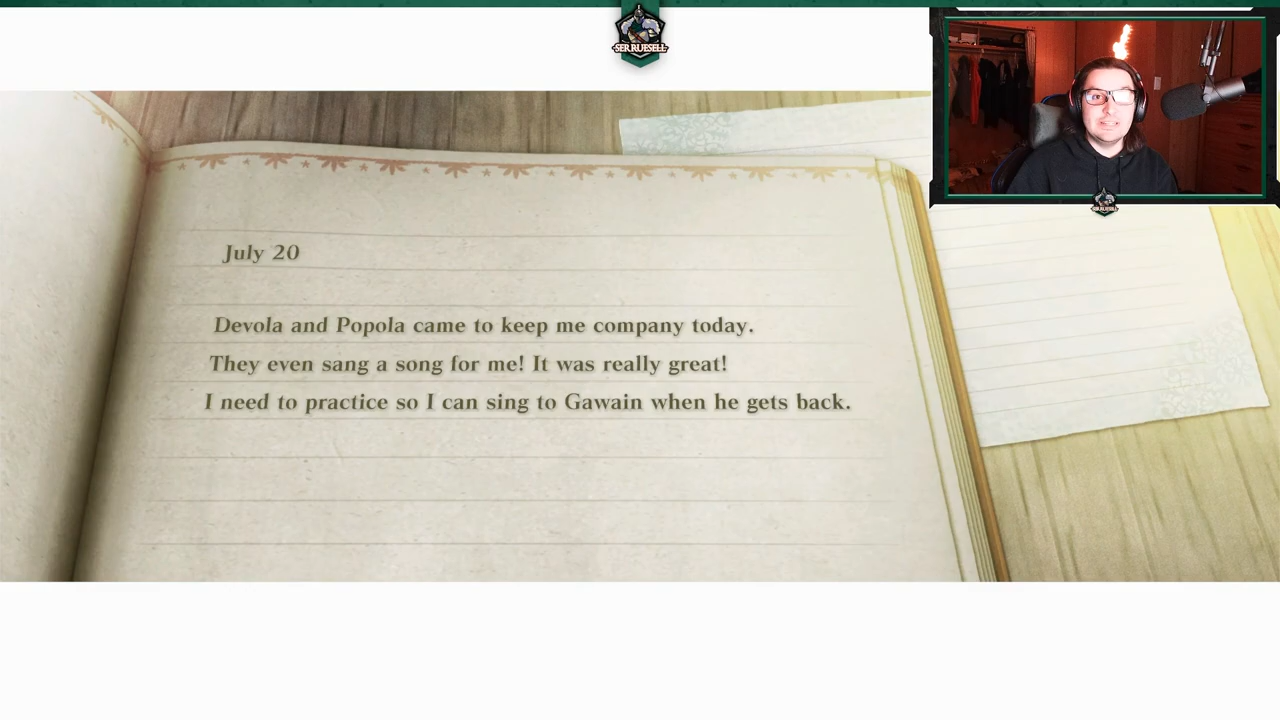 SER RUESELL
July 20
Devola and Popola came to keep me company today.
They even sang a song for me! It was really great!
I need to practice so I can sing to Gawain when he gets back.